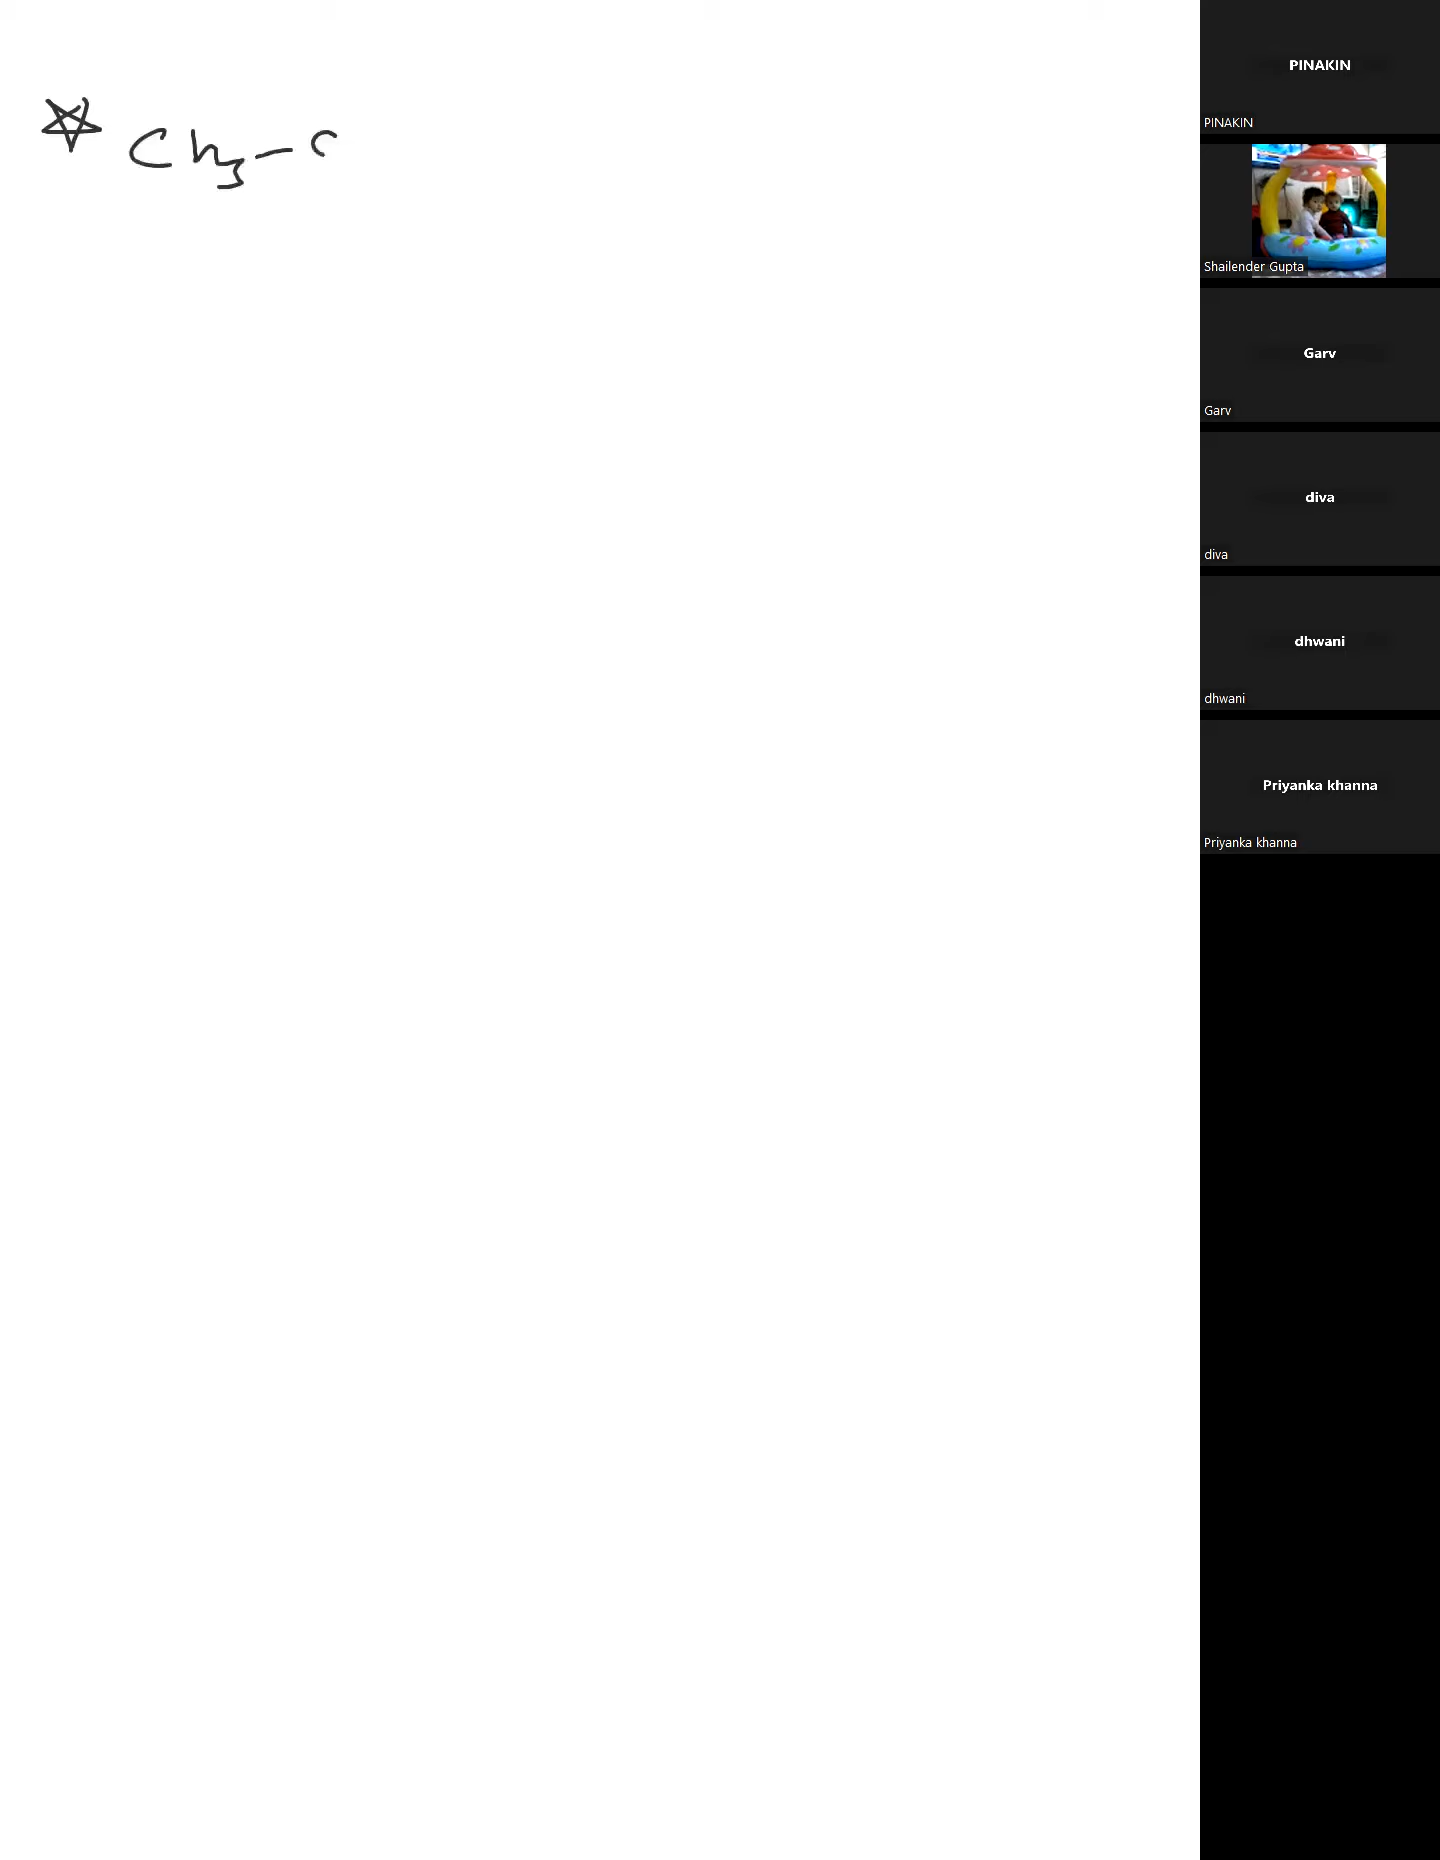 ☆ CH₃ – C
PINAKIN
PINAKIN
Shailender Gupta
Garv
Garv
diva
diva
dhwani
dhwani
Priyanka khanna
Priyanka khanna